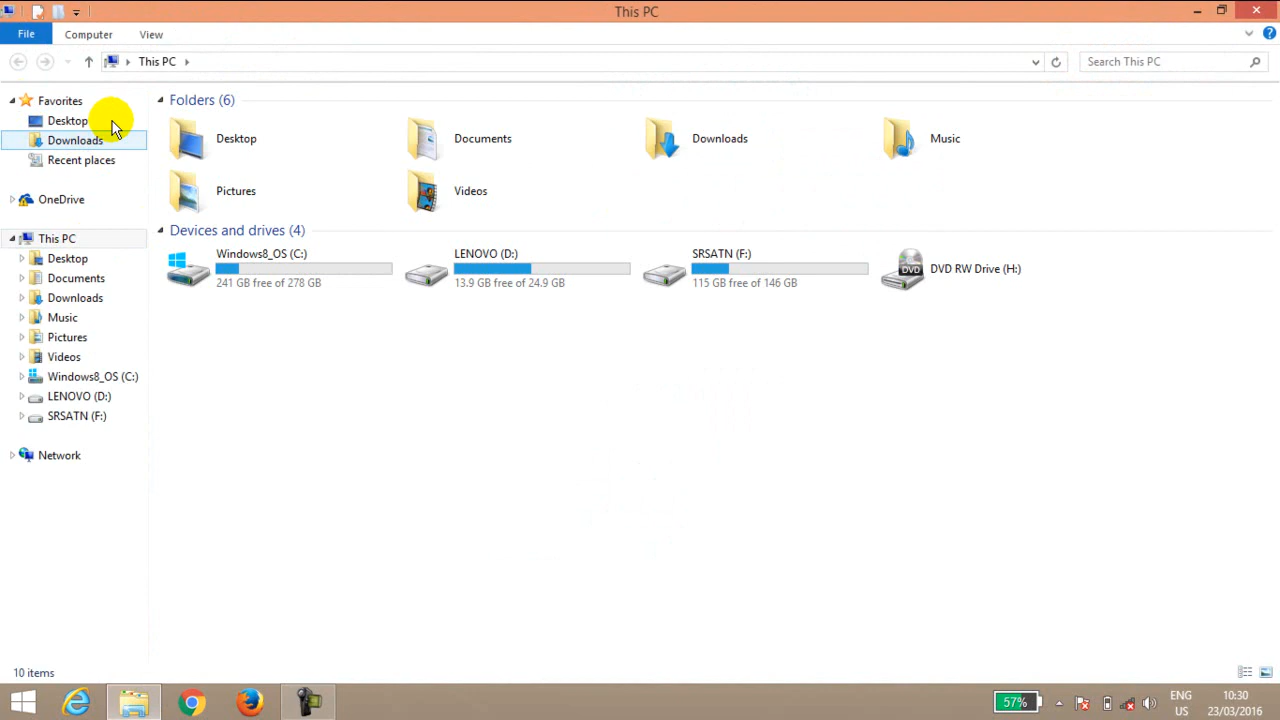 This PC
File Computer View
This PC Search This PC
Favorites
Desktop
Downloads
Recent places
OneDrive
This PC
Desktop
Documents
Downloads
Music
Pictures
Videos
Windows8_OS (C:)
LENOVO (D:)
SRSATN (F:)
Network
Folders (6)
Desktop Documents Downloads Music
Pictures Videos
Devices and drives (4)
Windows8_OS (C:) LENOVO (D:) SRSATN (F:)
DVD DVD RW Drive (H:)
241 GB free of 278 GB 13.9 GB free of 24.9 GB 115 GB free of 146 GB
10 items
57% ENG 10:30
US 23/03/2016